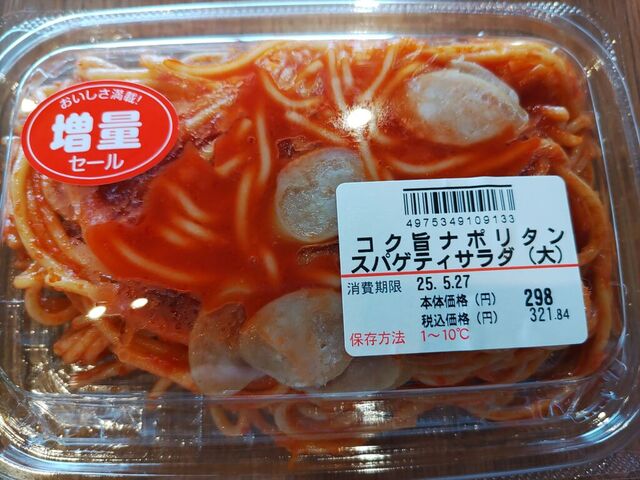 おいしさ満載!
増量
セール
4975349109133
コク旨ナポリタン
スパゲティサラダ(大)
消費期限 25. 5.27
本体価格(円) 298
税込価格(円) 321.84
保存方法 1~10℃